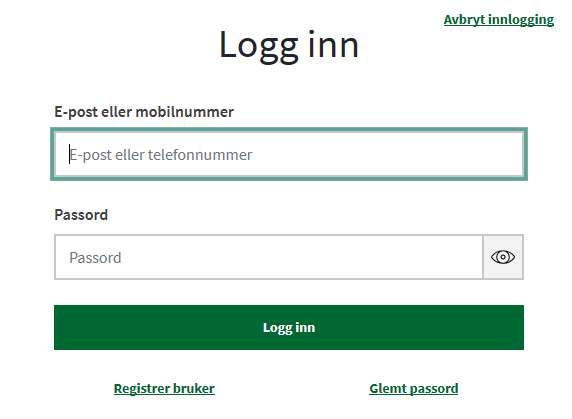 Avbryt innlogging
Logg inn
E-post eller mobilnummer
E-post eller telefonnummer
Passord
Passord
Logg inn
Registrer bruker
Glemt passord